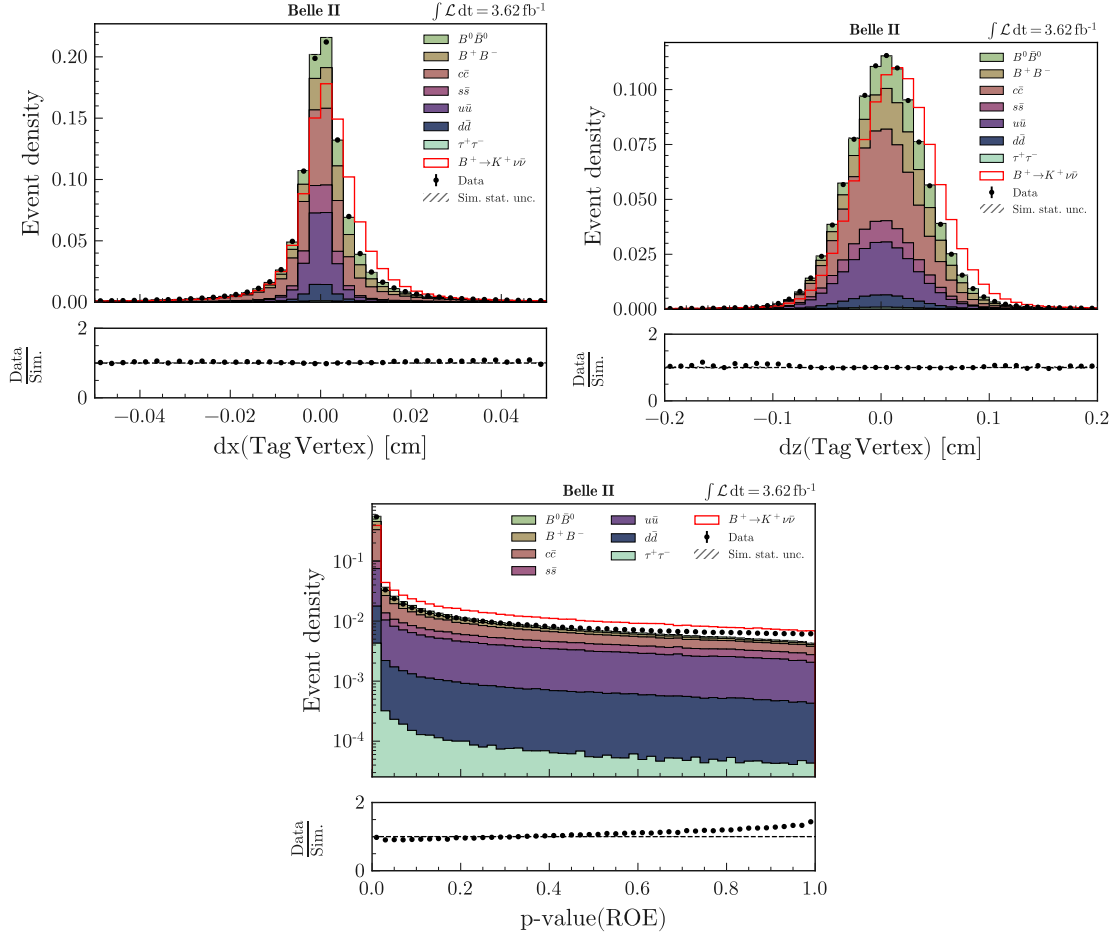 Belle II ∫ ℒ dt = 3.62 fb⁻¹
0.20
0.15
0.10
0.05
0.00
Event density
B⁰B̄⁰
B⁺B⁻
cc̄
ss̄
uū
dd̄
τ⁺τ⁻
B⁺→K⁺νν̄
Data
Sim. stat. unc.
2
1
0
Data
Sim.
−0.04 −0.02 0.00 0.02 0.04
dx(Tag Vertex) [cm]
Belle II ∫ ℒ dt = 3.62 fb⁻¹
0.100
0.075
0.050
0.025
0.000
Event density
B⁰B̄⁰
B⁺B⁻
cc̄
ss̄
uū
dd̄
τ⁺τ⁻
B⁺→K⁺νν̄
Data
Sim. stat. unc.
2
1
0
Data
Sim.
−0.2 −0.1 0.0 0.1 0.2
dz(Tag Vertex) [cm]
Belle II ∫ ℒ dt = 3.62 fb⁻¹
10⁻¹
10⁻²
10⁻³
10⁻⁴
Event density
B⁰B̄⁰
B⁺B⁻
cc̄
ss̄
uū
dd̄
τ⁺τ⁻
B⁺→K⁺νν̄
Data
Sim. stat. unc.
2
1
0
Data
Sim.
0.0 0.2 0.4 0.6 0.8 1.0
p-value(ROE)